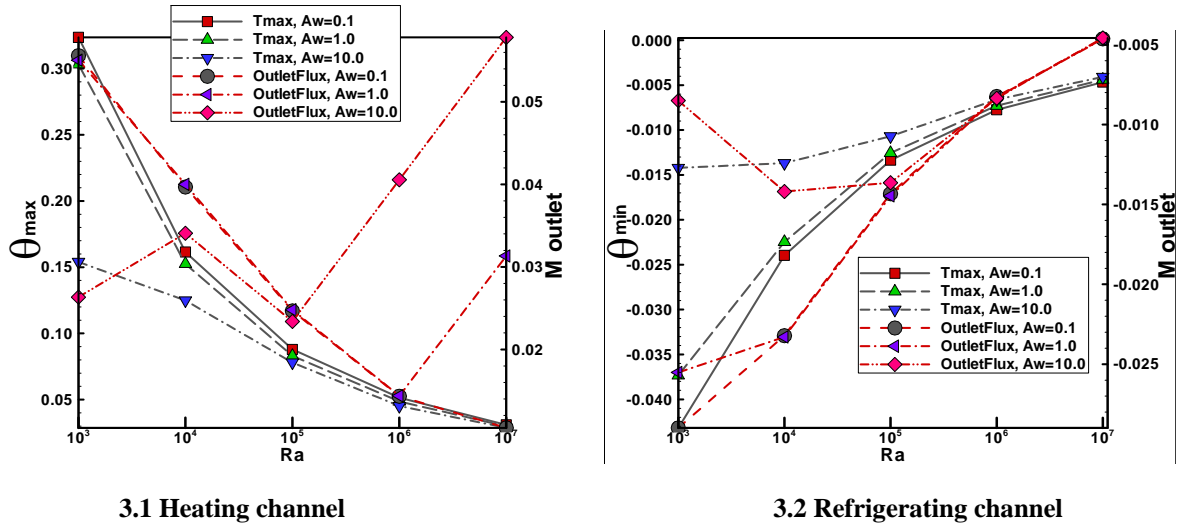 Tmax, Aw=0.1
Tmax, Aw=1.0
Tmax, Aw=10.0
OutletFlux, Aw=0.1
OutletFlux, Aw=1.0
OutletFlux, Aw=10.0
0.30
0.25
0.20
0.15
0.10
0.05
θmax
0.05
0.04
0.03
0.02
M outlet
10³
10⁴
10⁵
10⁶
10⁷
Ra
3.1 Heating channel
0.000
-0.005
-0.010
-0.015
-0.020
-0.025
-0.030
-0.035
-0.040
θmin
-0.005
-0.010
-0.015
-0.020
-0.025
M outlet
Tmax, Aw=0.1
Tmax, Aw=1.0
Tmax, Aw=10.0
OutletFlux, Aw=0.1
OutletFlux, Aw=1.0
OutletFlux, Aw=10.0
10³
10⁴
10⁵
10⁶
10⁷
Ra
3.2 Refrigerating channel